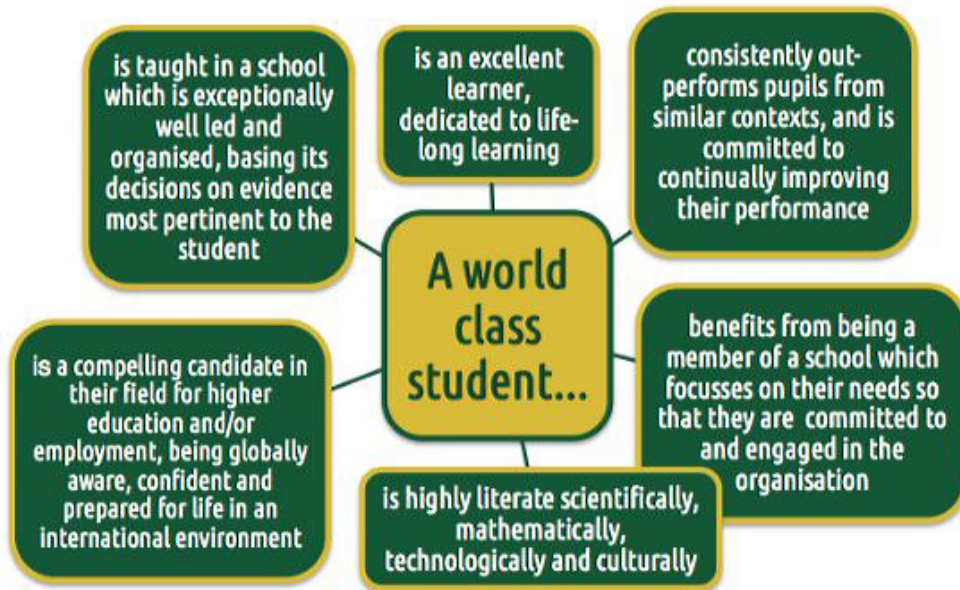 is taught in a school
which is exceptionally
well led and
organised, basing its
decisions on evidence
most pertinent to the
student
is an excellent
learner,
dedicated to life-
long learning
consistently out-
performs pupils from
similar contexts, and is
committed to
continually improving
their performance
A world
class
student...
is a compelling candidate in
their field for higher
education and/or
employment, being globally
aware, confident and
prepared for life in an
international environment
benefits from being a
member of a school which
focusses on their needs so
that they are committed to
and engaged in the
organisation
is highly literate scientifically,
mathematically,
technologically and culturally